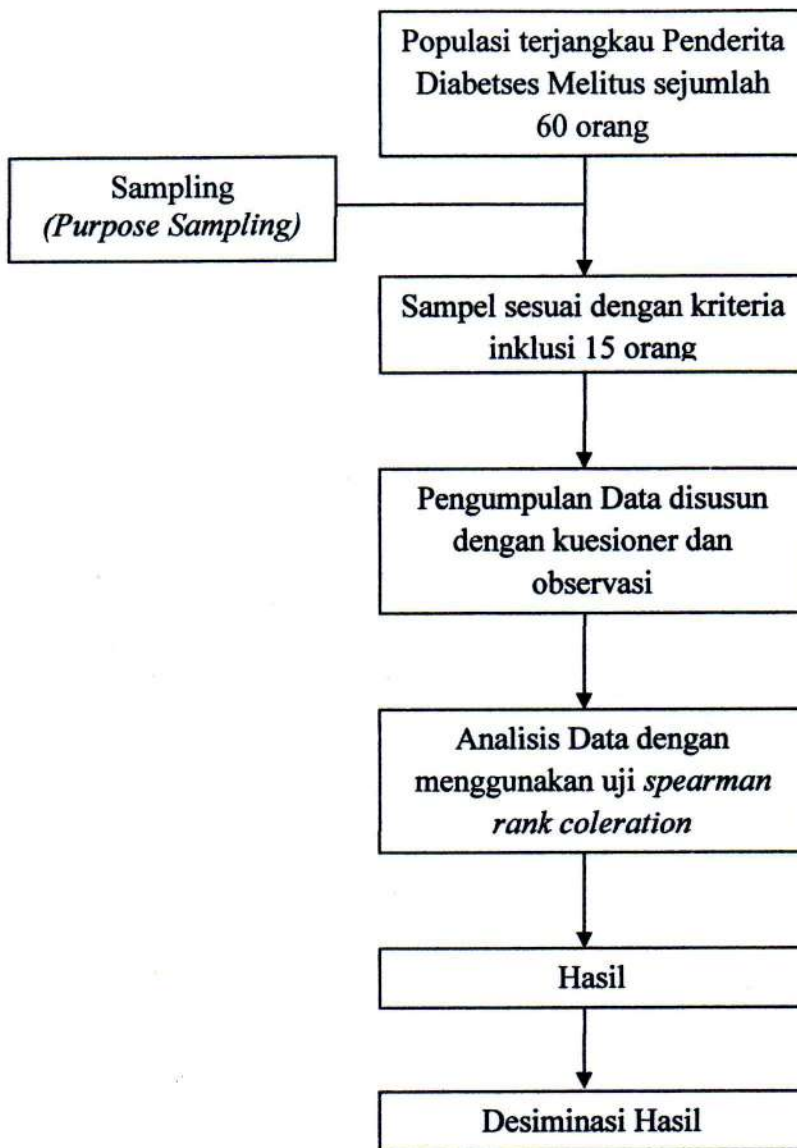 Populasi terjangkau Penderita
Diabetses Melitus sejumlah
60 orang
Sampling
(Purpose Sampling)
Sampel sesuai dengan kriteria
inklusi 15 orang
Pengumpulan Data disusun
dengan kuesioner dan
observasi
Analisis Data dengan
menggunakan uji spearman
rank coleration
Hasil
Desiminasi Hasil